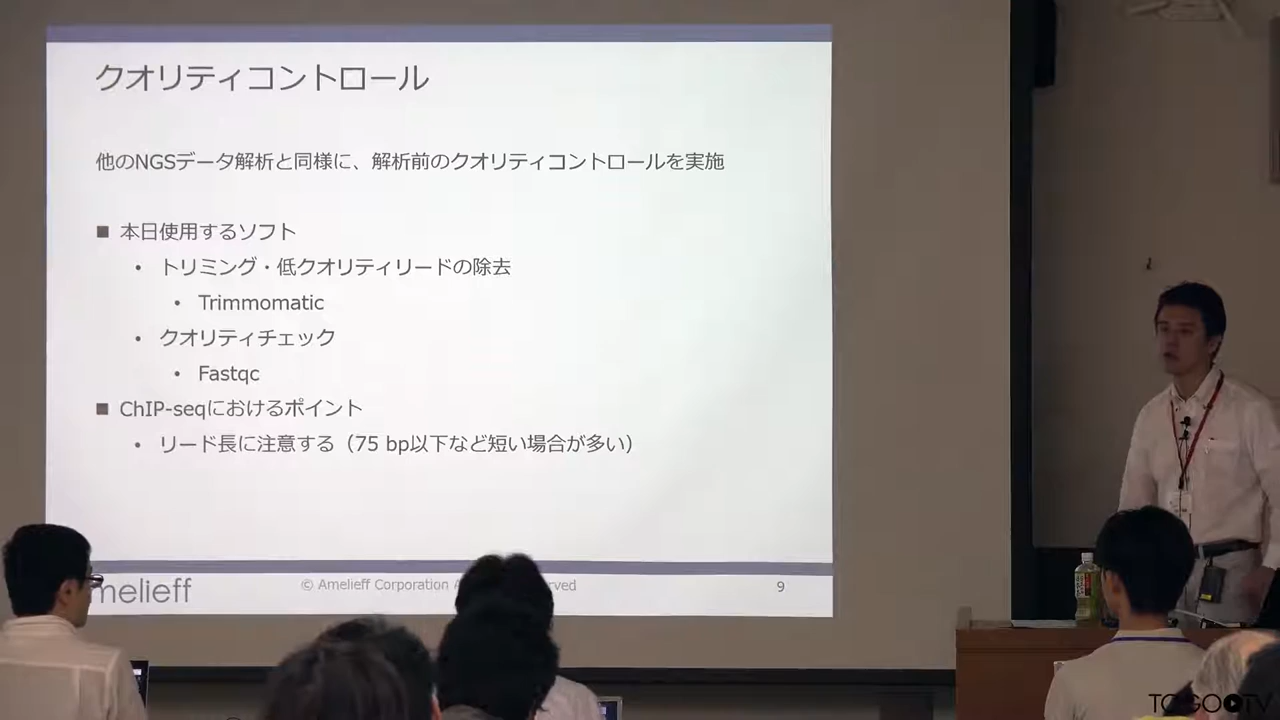 クオリティコントロール
他のNGSデータ解析と同様に、解析前のクオリティコントロールを実施
■ 本日使用するソフト
• トリミング・低クオリティリードの除去
• Trimmomatic
• クオリティチェック
• Fastqc
■ ChIP-seqにおけるポイント
• リード長に注意する（75 bp以下など短い場合が多い）
melieff
© Amelieff Corporation
9
TOGOTV